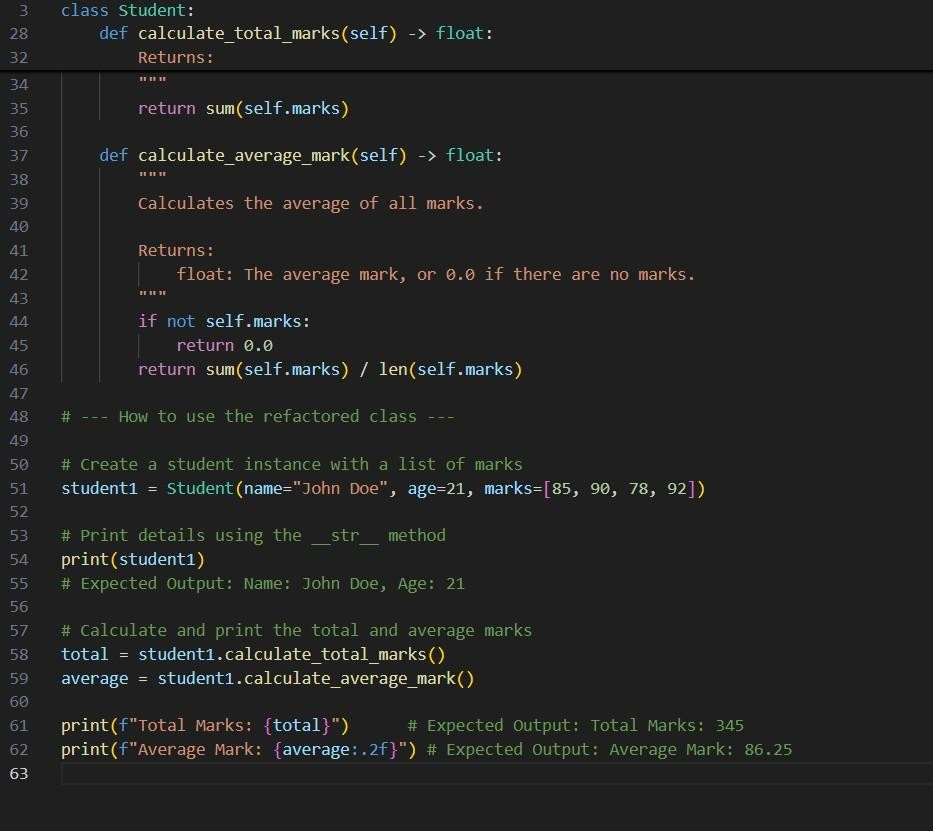 3 class Student:
28     def calculate_total_marks(self) -> float:
32         Returns:
34         """
35         return sum(self.marks)
36
37     def calculate_average_mark(self) -> float:
38         """
39         Calculates the average of all marks.
40
41         Returns:
42             float: The average mark, or 0.0 if there are no marks.
43         """
44         if not self.marks:
45             return 0.0
46         return sum(self.marks) / len(self.marks)
47
48 # --- How to use the refactored class ---
49
50 # Create a student instance with a list of marks
51 student1 = Student(name="John Doe", age=21, marks=[85, 90, 78, 92])
52
53 # Print details using the __str__ method
54 print(student1)
55 # Expected Output: Name: John Doe, Age: 21
56
57 # Calculate and print the total and average marks
58 total = student1.calculate_total_marks()
59 average = student1.calculate_average_mark()
60
61 print(f"Total Marks: {total}")      # Expected Output: Total Marks: 345
62 print(f"Average Mark: {average:.2f}") # Expected Output: Average Mark: 86.25
63